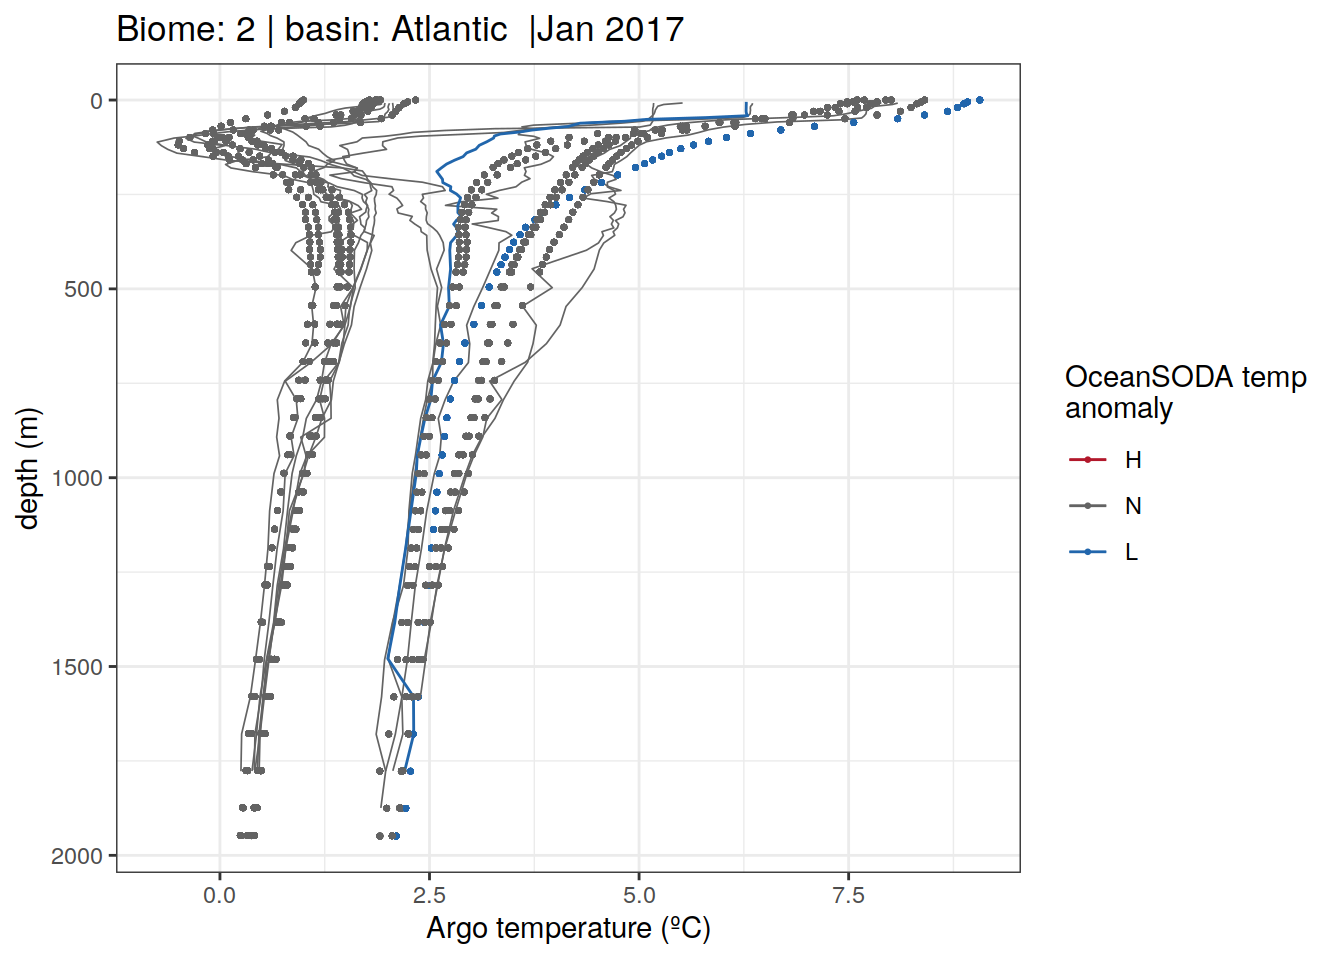 Biome: 2 | basin: Atlantic  |Jan 2017
0
500
1000
1500
2000
depth (m)
0.0
2.5
5.0
7.5
Argo temperature (ºC)
OceanSODA temp
anomaly
H
N
L